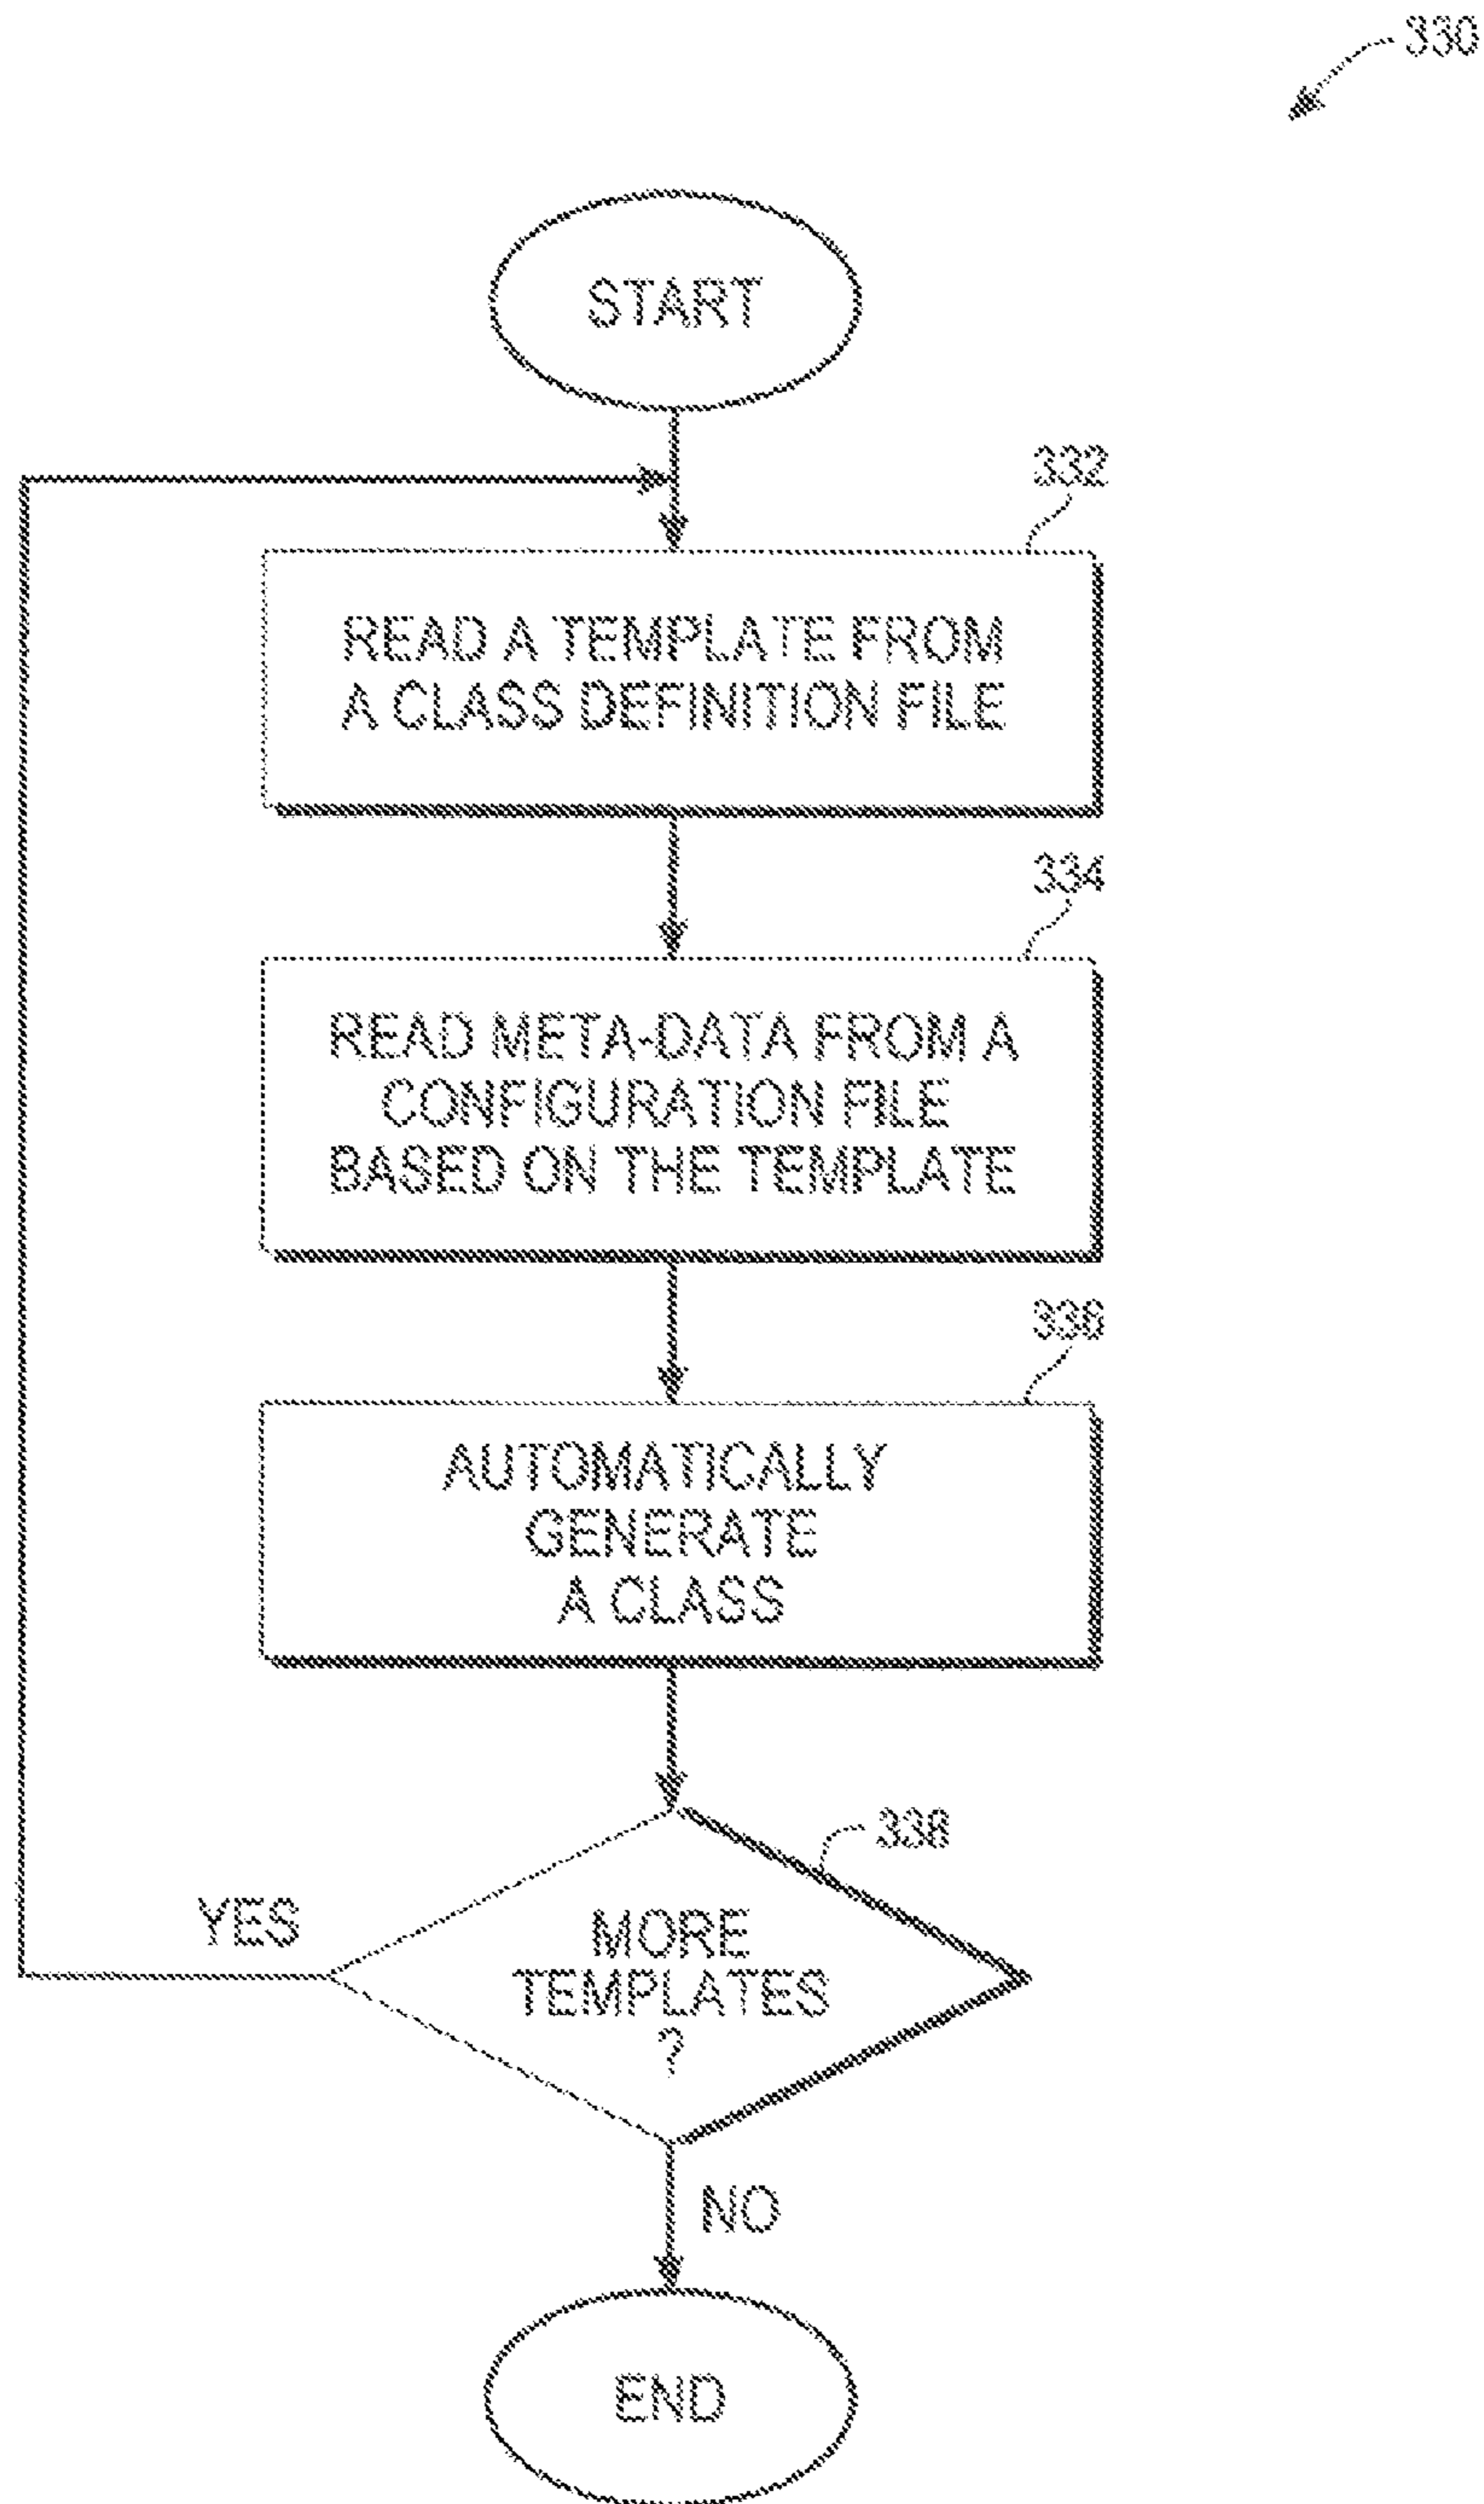 330
START
332
READ A TEMPLATE FROM
A CLASS DEFINITION FILE
334
READ META-DATA FROM A
CONFIGURATION FILE
BASED ON THE TEMPLATE
336
AUTOMATICALLY
GENERATE
A CLASS
338
YES
MORE
TEMPLATES
?
NO
END